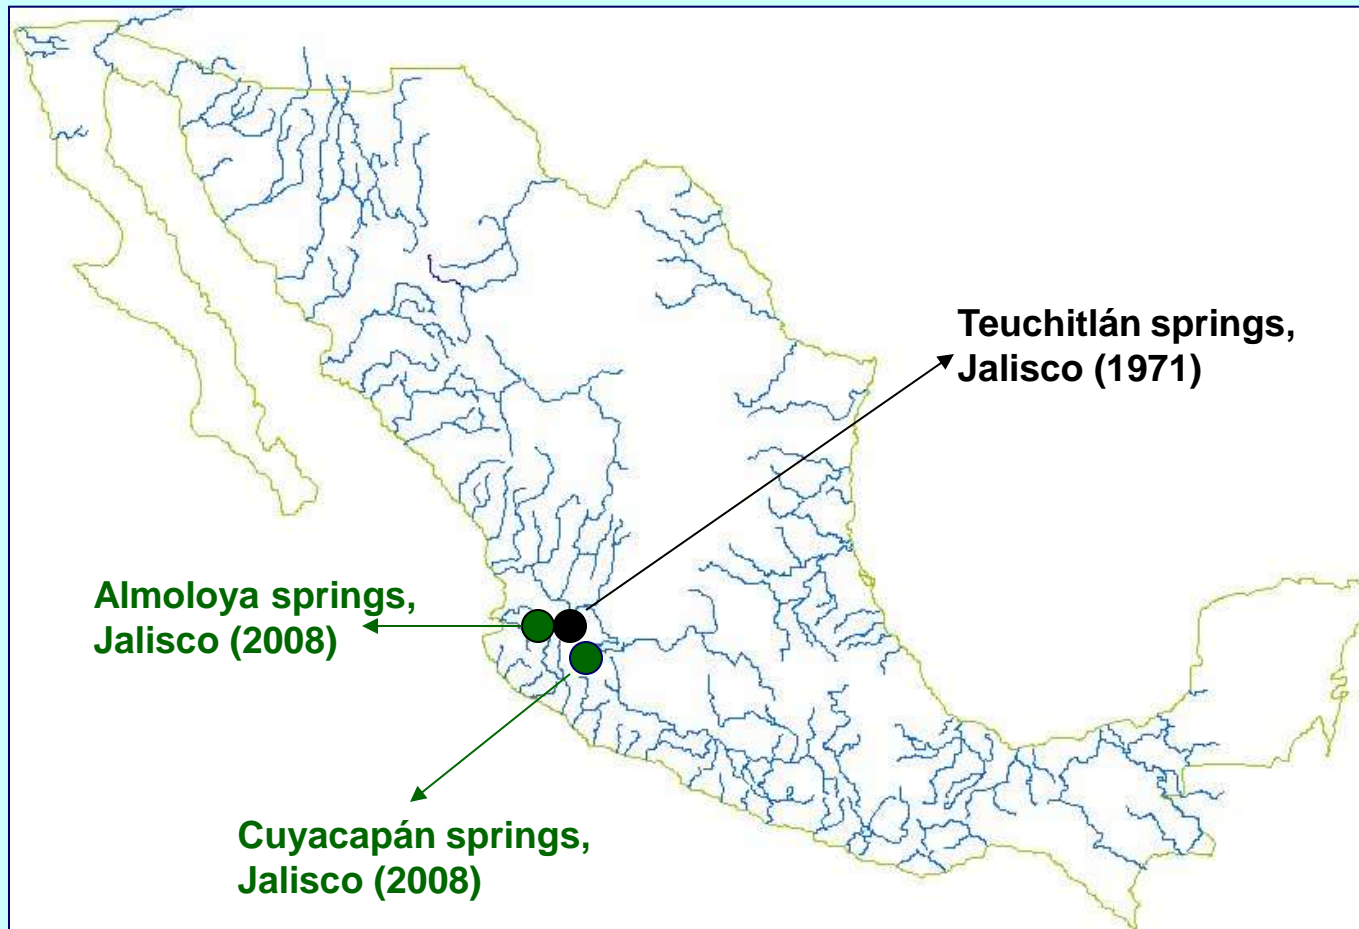 Teuchitlán springs,
Jalisco (1971)
Almoloya springs,
Jalisco (2008)
Cuyacapán springs,
Jalisco (2008)